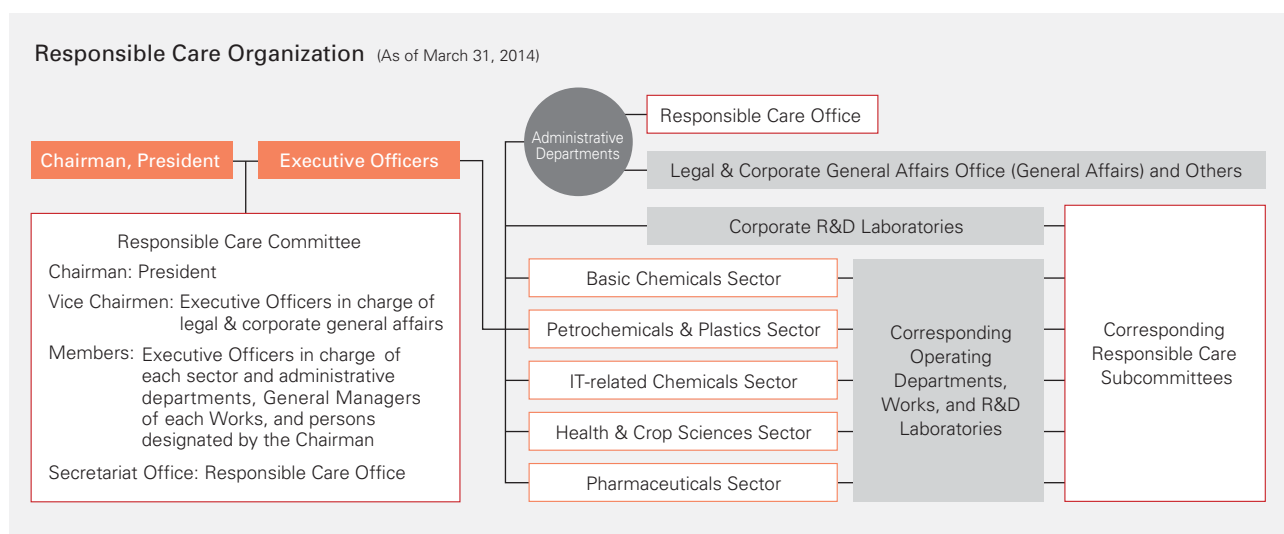 Responsible Care Organization (As of March 31, 2014)
Chairman, President
Executive Officers
Responsible Care Committee
Chairman: President
Vice Chairmen: Executive Officers in charge of
legal & corporate general affairs
Members: Executive Officers in charge of
each sector and administrative
departments, General Managers
of each Works, and persons
designated by the Chairman
Secretariat Office: Responsible Care Office
Administrative
Departments
Responsible Care Office
Legal & Corporate General Affairs Office (General Affairs) and Others
Corporate R&D Laboratories
Basic Chemicals Sector
Petrochemicals & Plastics Sector
IT-related Chemicals Sector
Health & Crop Sciences Sector
Pharmaceuticals Sector
Corresponding
Operating
Departments,
Works, and R&D
Laboratories
Corresponding
Responsible Care
Subcommittees